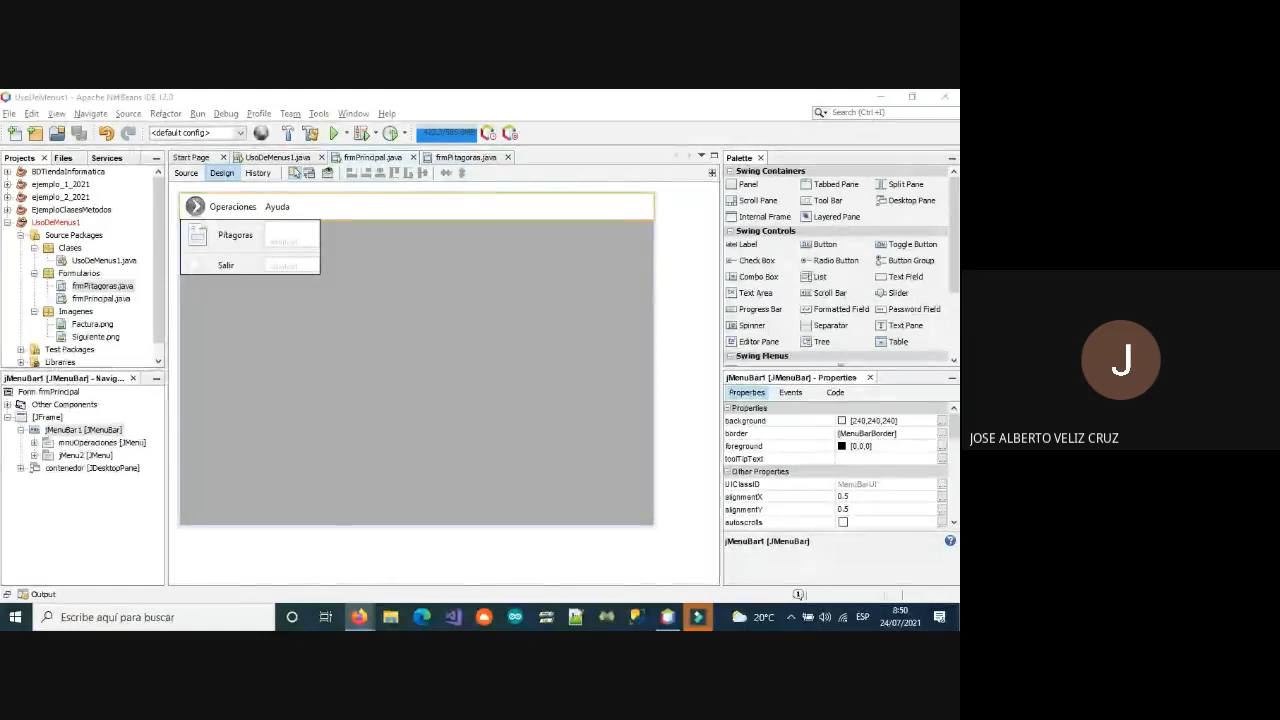 UsoDeMenus1 - Apache NetBeans IDE 12.0
File Edit View Navigate Source Refactor Run Debug Profile Team Tools Window Help
Search (Ctrl+I)
<default config>
Projects Files Services
Start Page UsoDeMenus1.java frmPrincipal.java frmPitagoras.java
Source Design History
BDTiendaInformatica
ejemplo_1_2021
ejemplo_2_2021
EjemploClasesMetodos
UsoDeMenus1
Source Packages
Clases
UsoDeMenus1.java
Formularios
frmPitagoras.java
frmPrincipal.java
Imagenes
Factura.png
Siguiente.png
Test Packages
Libraries
Operaciones Ayuda
Pitagoras
Salir
Palette
Swing Containers
Panel Tabbed Pane Split Pane
Scroll Pane Tool Bar Desktop Pane
Internal Frame Layered Pane
Swing Controls
Label Button Toggle Button
Check Box Radio Button Button Group
Combo Box List Text Field
Text Area Scroll Bar Slider
Progress Bar Formatted Field Password Field
Spinner Separator Text Pane
Editor Pane Tree Table
Swing Menus
jMenuBar1 [JMenuBar] - Navig...
Form frmPrincipal
Other Components
[JFrame]
jMenuBar1 [JMenuBar]
mnuOperaciones [JMenu]
jMenu2 [JMenu]
contenedor [JDesktopPane]
jMenuBar1 [JMenuBar] - Properties
Properties Events Code
Properties
background [240,240,240]
border [MenuBarBorder]
foreground [0,0,0]
toolTipText
Other Properties
UIClassID MenuBarUI
alignmentX 0.5
alignmentY 0.5
autoscrolls
jMenuBar1 [JMenuBar]
Output
Escribe aquí para buscar
20°C
ESP
8:50
24/07/2021
J
JOSE ALBERTO VELIZ CRUZ